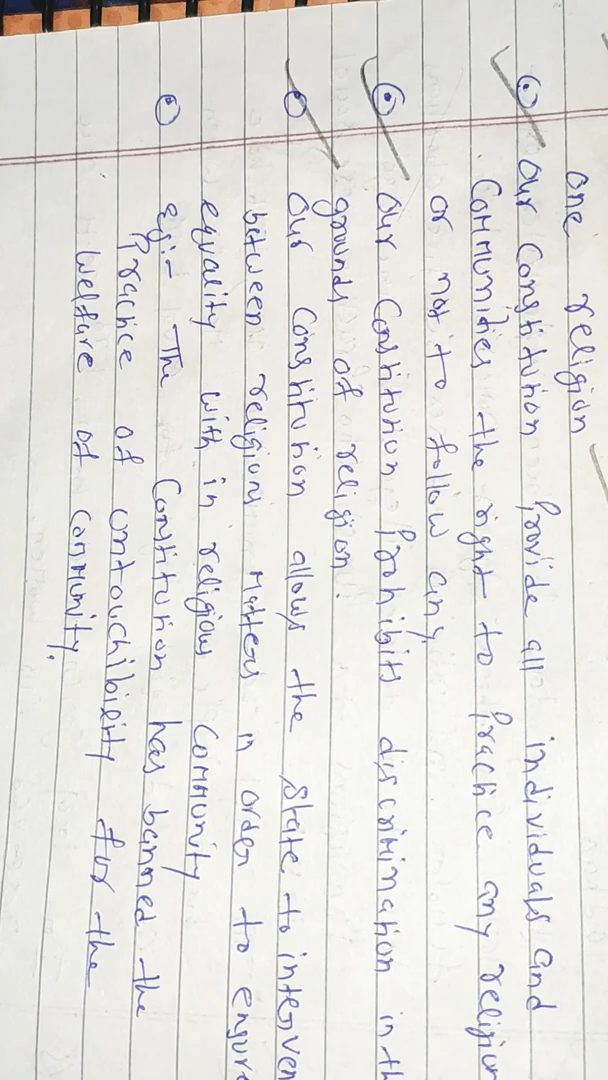 one religion
Our Constitution Provide all individuals and
Communities the right to Practice any religion
or not to follow any.
Our Constitution Prohibits discrimination in th
grounds of religion.
Our Constitution allows the State to interven
between religious Matters in order to ensure
equality with in religious Community
eg:- The Constitution has banned the
Practice of untouchibility for the
welfare of Community.